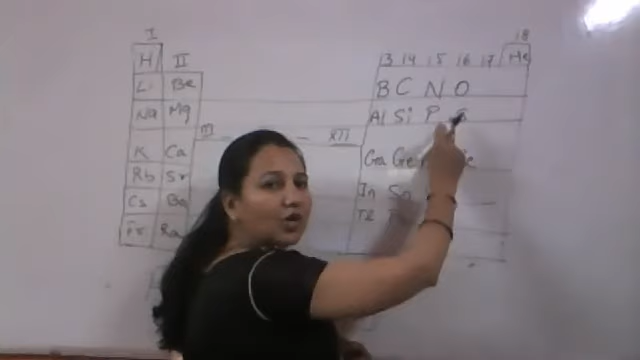 I 18
H II 13 14 15 16 17 He
Li Be B C N O
Na Mg Al Si P S
III XII
K Ca Ga Ge
Rb Sr In Sn
Cs Ba Tl
Fr Ra